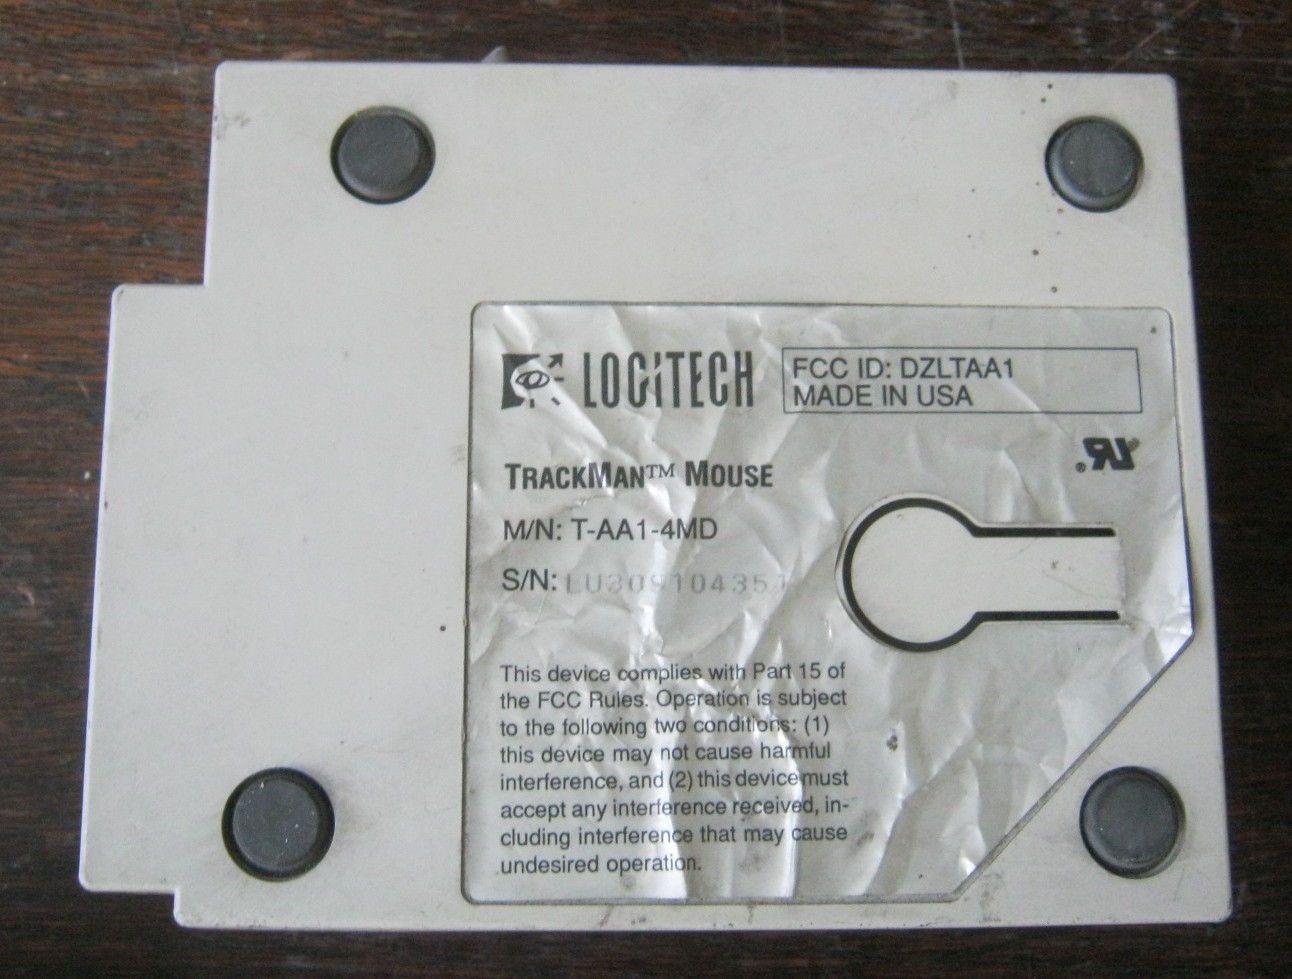 LOGITECH
FCC ID: DZLTAA1
MADE IN USA
TRACKMAN™ MOUSE
M/N: T-AA1-4MD
S/N:
This device complies with Part 15 of
the FCC Rules. Operation is subject
to the following two conditions: (1)
this device may not cause harmful
interference, and (2) this device must
accept any interference received, in-
cluding interference that may cause
undesired operation.